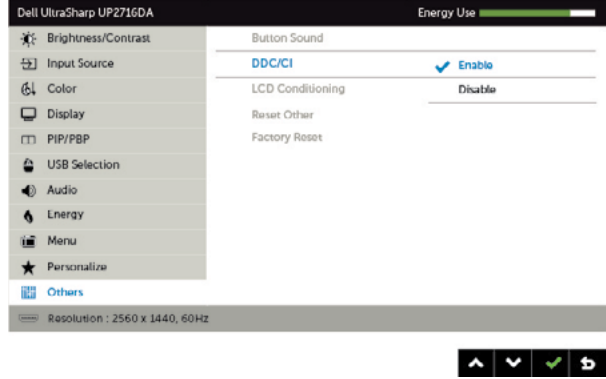 Dell UltraSharp UP2716DA Energy Use
Brightness/Contrast Button Sound
Input Source DDC/CI Enable
Color LCD Conditioning Disable
Display Reset Other
PIP/PBP Factory Reset
USB Selection
Audio
Energy
Menu
Personalize
Others
Resolution : 2560 x 1440, 60Hz